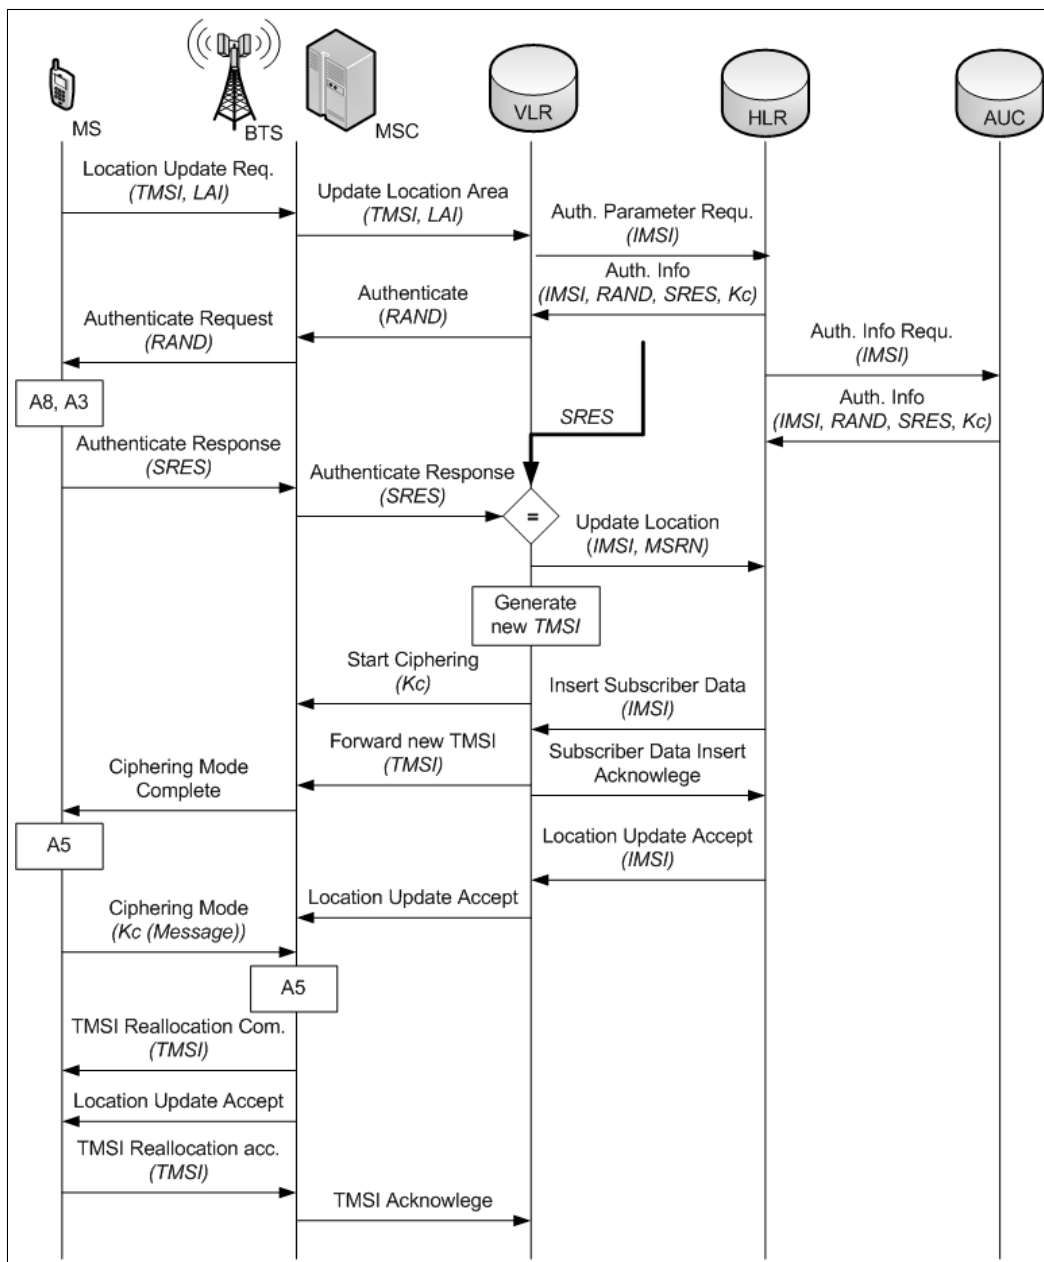 MS
BTS
MSC
VLR
HLR
AUC
Location Update Req.
(TMSI, LAI)
Update Location Area
(TMSI, LAI)
Auth. Parameter Requ.
(IMSI)
Auth. Info
(IMSI, RAND, SRES, Kc)
Authenticate
(RAND)
Authenticate Request
(RAND)
Auth. Info Requ.
(IMSI)
A8, A3
Auth. Info
(IMSI, RAND, SRES, Kc)
SRES
Authenticate Response
(SRES)
Authenticate Response
(SRES)
=
Update Location
(IMSI, MSRN)
Generate
new TMSI
Start Ciphering
(Kc)
Insert Subscriber Data
(IMSI)
Forward new TMSI
(TMSI)
Subscriber Data Insert
Acknowlege
Ciphering Mode
Complete
A5
Location Update Accept
(IMSI)
Location Update Accept
Ciphering Mode
(Kc (Message))
A5
TMSI Reallocation Com.
(TMSI)
Location Update Accept
TMSI Reallocation acc.
(TMSI)
TMSI Acknowlege